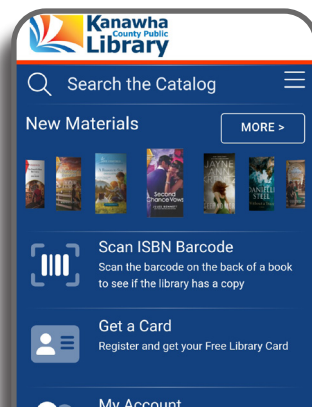 Kanawha
County Public
Library
Search the Catalog
New Materials
MORE >
Second
Chance Vows
JAYNE
DANIELLE
STEEL
Scan ISBN Barcode
Scan the barcode on the back of a book
to see if the library has a copy
Get a Card
Register and get your Free Library Card
My Account